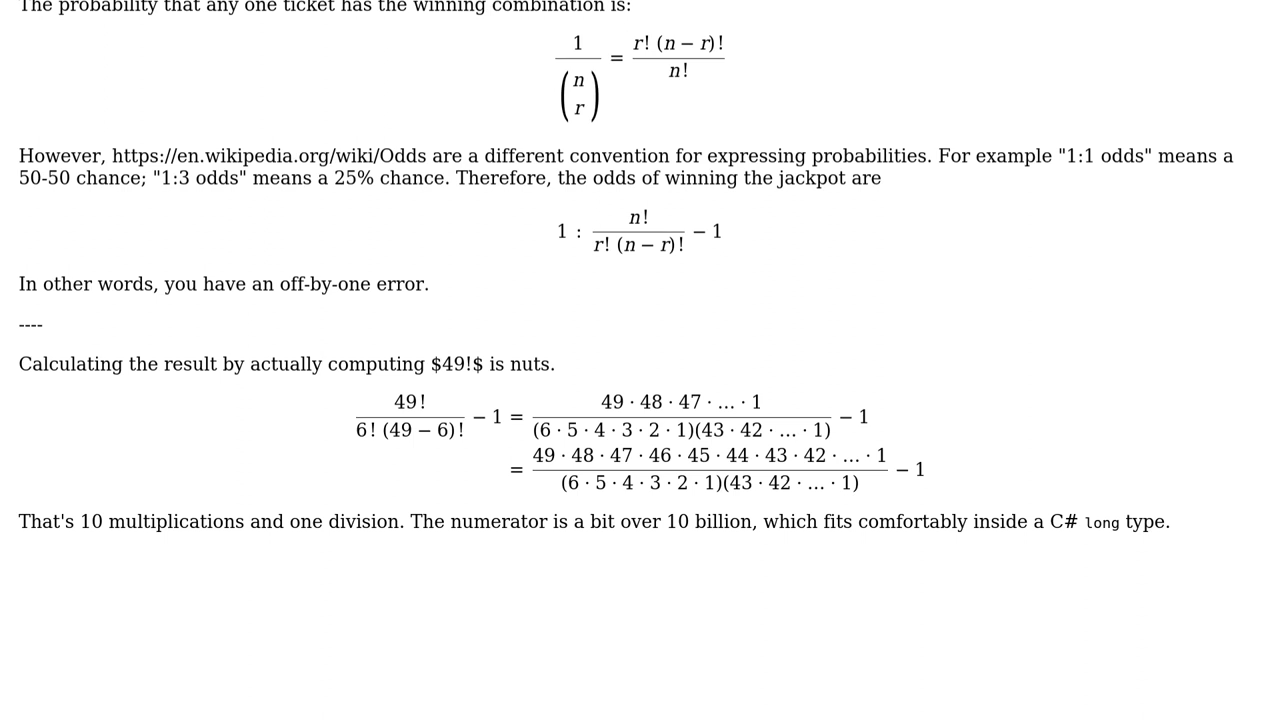 The probability that any one ticket has the winning combination is:
1 / (n r) = r! (n − r)! / n!
However, https://en.wikipedia.org/wiki/Odds are a different convention for expressing probabilities. For example "1:1 odds" means a
50-50 chance; "1:3 odds" means a 25% chance. Therefore, the odds of winning the jackpot are
1 : n! / r! (n − r)! − 1
In other words, you have an off-by-one error.
----
Calculating the result by actually computing $49!$ is nuts.
49! / 6! (49 − 6)! − 1 = 49 · 48 · 47 · … · 1 / (6 · 5 · 4 · 3 · 2 · 1)(43 · 42 · … · 1) − 1
= 49 · 48 · 47 · 46 · 45 · 44 · 43 · 42 · … · 1 / (6 · 5 · 4 · 3 · 2 · 1)(43 · 42 · … · 1) − 1
That's 10 multiplications and one division. The numerator is a bit over 10 billion, which fits comfortably inside a C# long type.